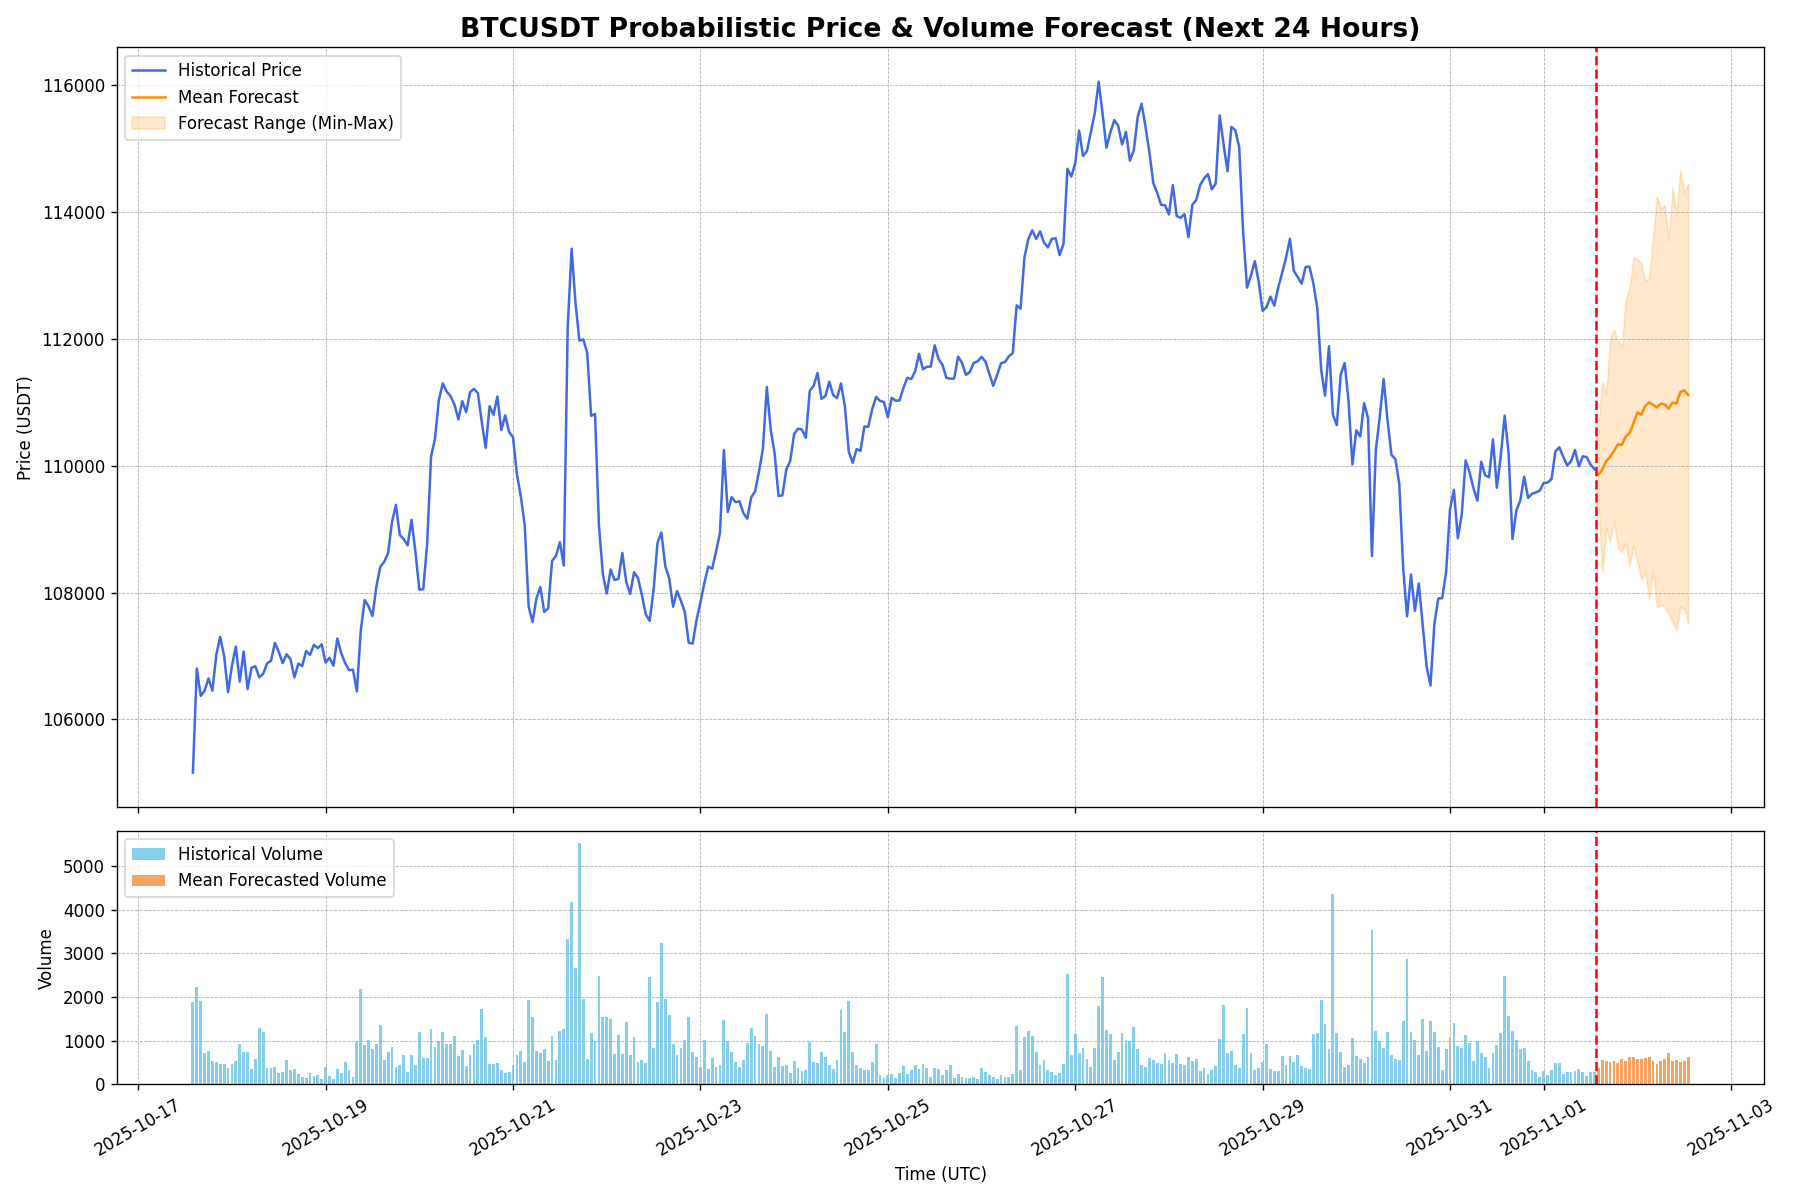 BTCUSDT Probabilistic Price & Volume Forecast (Next 24 Hours)
Historical Price
Mean Forecast
Forecast Range (Min-Max)
116000
114000
112000
110000
108000
106000
Price (USDT)
Historical Volume
Mean Forecasted Volume
5000
4000
3000
2000
1000
0
Volume
2025-10-17
2025-10-19
2025-10-21
2025-10-23
2025-10-25
2025-10-27
2025-10-29
2025-10-31
2025-11-01
2025-11-03
Time (UTC)